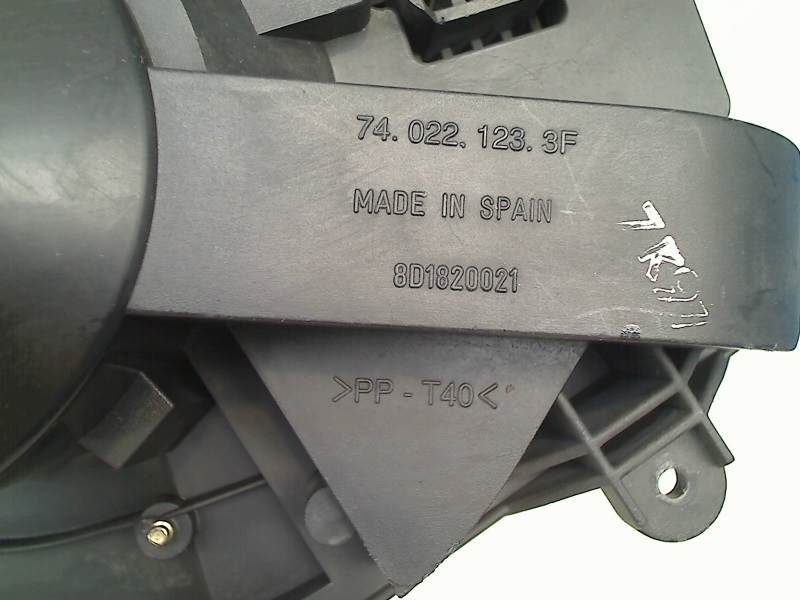 74. 022. 123. 3F
MADE IN SPAIN
8D1820021
>PP - T40<